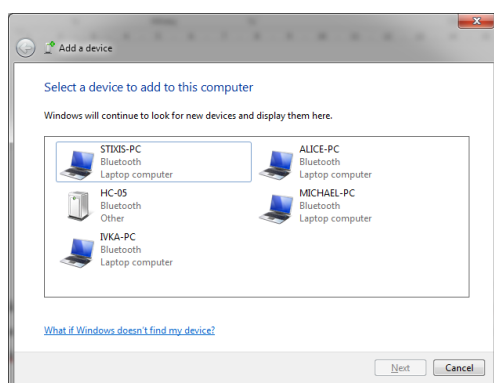 Add a device
Select a device to add to this computer
Windows will continue to look for new devices and display them here.
STIXIS-PC
Bluetooth
Laptop computer
ALICE-PC
Bluetooth
Laptop computer
HC-05
Bluetooth
Other
MICHAEL-PC
Bluetooth
Laptop computer
IVKA-PC
Bluetooth
Laptop computer
What if Windows doesn't find my device?
Next
Cancel